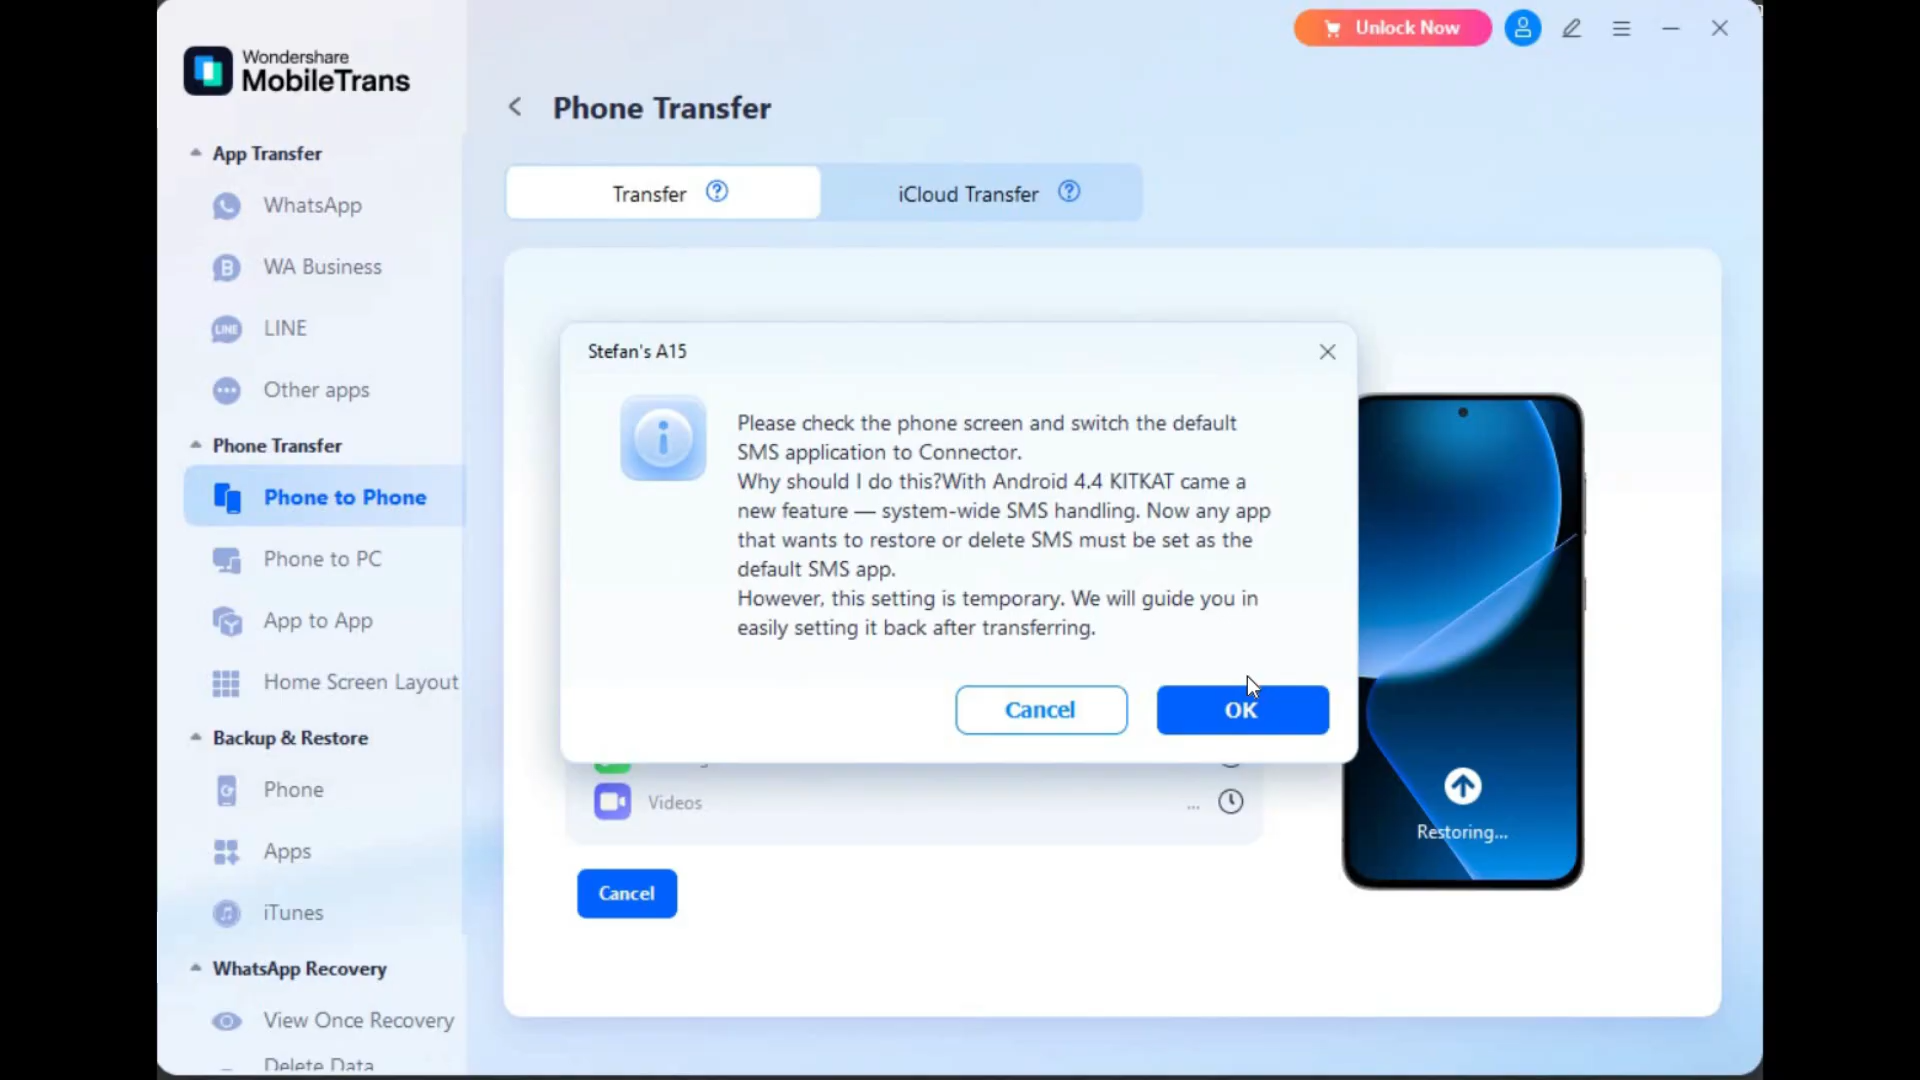 Wondershare
MobileTrans
Unlock Now
Phone Transfer
Transfer
iCloud Transfer
App Transfer
WhatsApp
WA Business
LINE
Other apps
Phone Transfer
Phone to Phone
Phone to PC
App to App
Home Screen Layout
Backup & Restore
Phone
Apps
iTunes
WhatsApp Recovery
View Once Recovery
Delete Data
Stefan's A15
Please check the phone screen and switch the default
SMS application to Connector.
Why should I do this?With Android 4.4 KITKAT came a
new feature — system-wide SMS handling. Now any app
that wants to restore or delete SMS must be set as the
default SMS app.
However, this setting is temporary. We will guide you in
easily setting it back after transferring.
Cancel
OK
Videos
...
Restoring...
Cancel